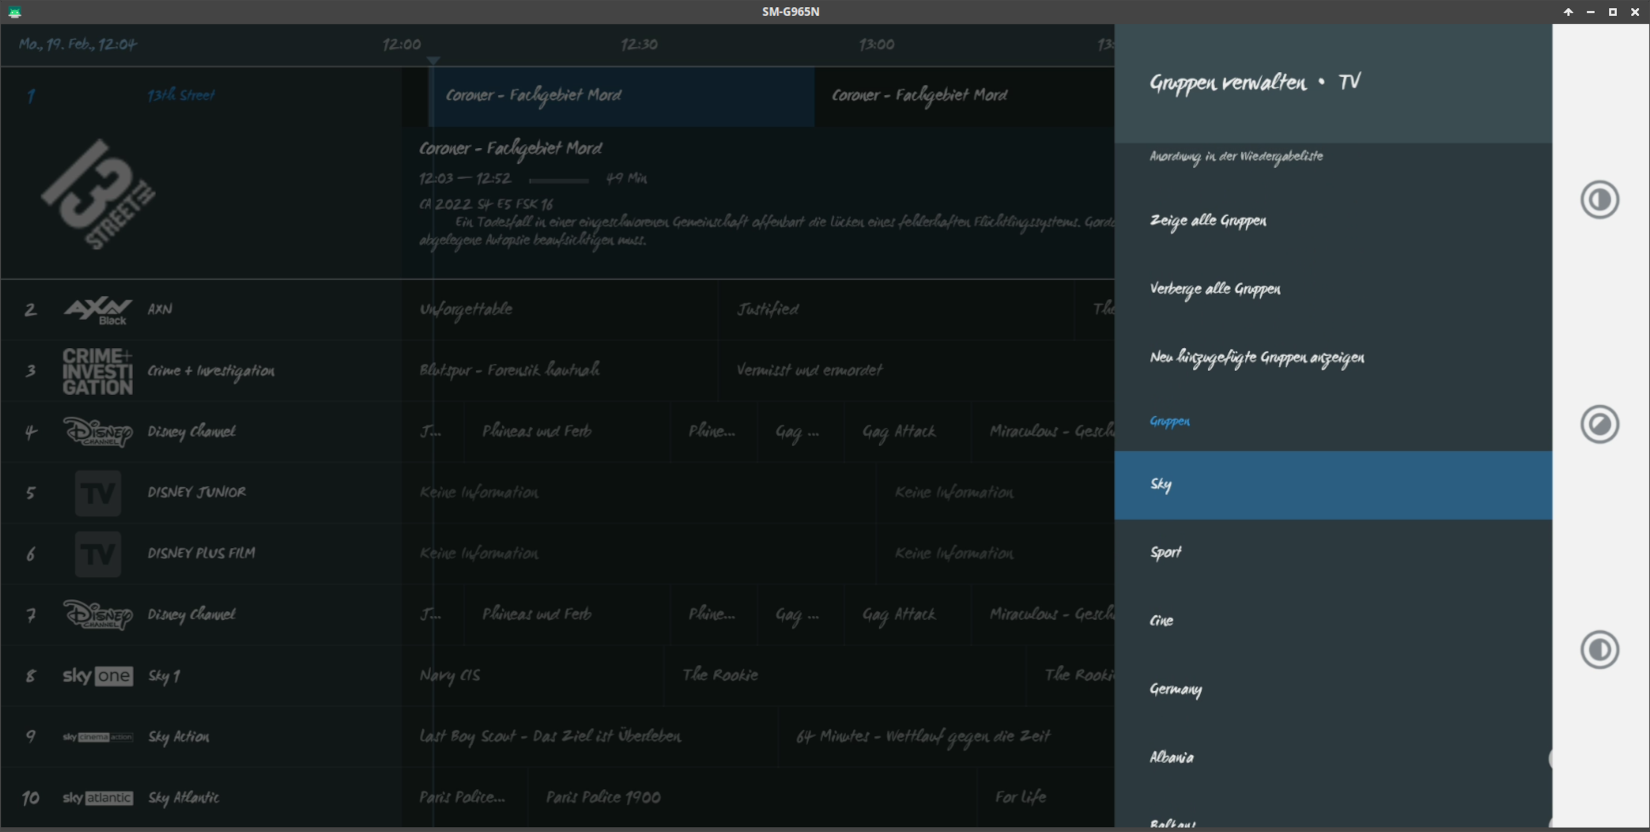 SM-G965N
Mo., 19. Feb., 12:04
12:00
12:30
13:00
13:
1
13th Street
Coroner - Fachgebiet Mord
Coroner - Fachgebiet Mord
13
STREETH
Coroner - Fachgebiet Mord
12:03 — 12:52
49 Min
CA 2022 S4 E5 FSK 16
Ein Todesfall in einer eingeschworenen Gemeinschaft offenbart die Lücken eines fehlerhaften Flüchtlingssystems. Gord
abgelegene Autopsie beaufsichtigen muss.
2
AXN
Black
AXN
Unforgettable
Justified
The
3
CRIME+
INVESTI
GATION
Crime + Investigation
Blutspur - Forensik hautnah
Vermisst und ermordet
4
Disney
CHANNEL
Disney Channel
J...
Phineas und Ferb
Phine...
Gag ...
Gag Attack
Miraculous - Gesch
5
TV
DISNEY JUNIOR
Keine Information
Keine Information
6
TV
DISNEY PLUS FILM
Keine Information
Keine Information
7
Disney
CHANNEL
Disney Channel
J...
Phineas und Ferb
Phine...
Gag ...
Gag Attack
Miraculous - Gesch
8
sky one
Sky 1
Navy CIS
The Rookie
The Rooki
9
sky cinema action
Sky Action
Last Boy Scout - Das Ziel ist Überleben
64 Minutes - Wettlauf gegen die Zeit
10
sky atlantic
Sky Atlantic
Paris Police...
Paris Police 1900
For Life
Gruppen verwalten • TV
Anordnung in der Wiedergabeliste
Zeige alle Gruppen
Verberge alle Gruppen
Neu hinzugefügte Gruppen anzeigen
Gruppen
Sky
Sport
Cine
Germany
Albania
Balkans